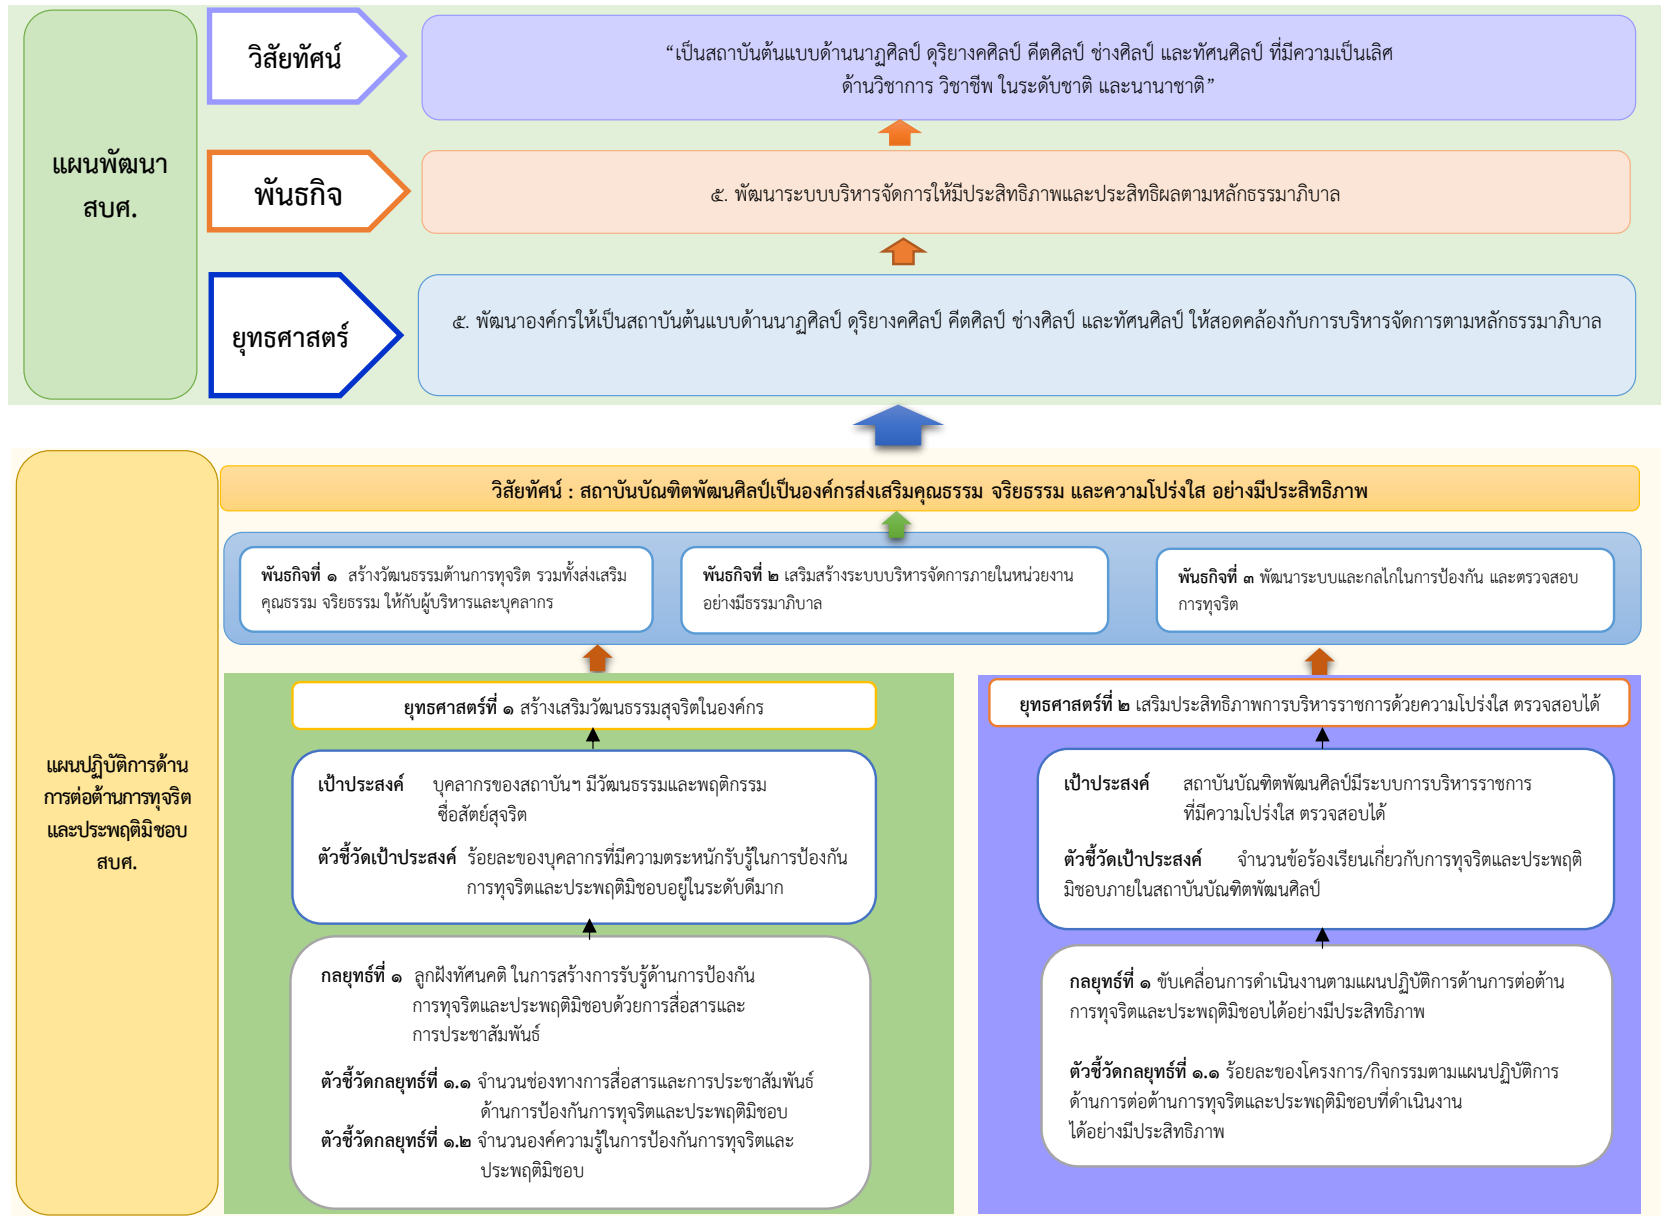 แผนพัฒนา
สบศ.
วิสัยทัศน์
“เป็นสถาบันต้นแบบด้านนาฏศิลป์ ดุริยางคศิลป์ คีตศิลป์ ช่างศิลป์ และทัศนศิลป์ ที่มีความเป็นเลิศ
ด้านวิชาการ วิชาชีพ ในระดับชาติ และนานาชาติ”
พันธกิจ
๕. พัฒนาระบบบริหารจัดการให้มีประสิทธิภาพและประสิทธิผลตามหลักธรรมาภิบาล
ยุทธศาสตร์
๕. พัฒนาองค์กรให้เป็นสถาบันต้นแบบด้านนาฏศิลป์ ดุริยางคศิลป์ คีตศิลป์ ช่างศิลป์ และทัศนศิลป์ ให้สอดคล้องกับการบริหารจัดการตามหลักธรรมาภิบาล
แผนปฏิบัติการด้าน
การต่อต้านการทุจริต
และประพฤติมิชอบ
สบศ.
วิสัยทัศน์ : สถาบันบัณฑิตพัฒนศิลป์เป็นองค์กรส่งเสริมคุณธรรม จริยธรรม และความโปร่งใส อย่างมีประสิทธิภาพ
พันธกิจที่ ๑ สร้างวัฒนธรรมต้านการทุจริต รวมทั้งส่งเสริม
คุณธรรม จริยธรรม ให้กับผู้บริหารและบุคลากร
พันธกิจที่ ๒ เสริมสร้างระบบบริหารจัดการภายในหน่วยงาน
อย่างมีธรรมาภิบาล
พันธกิจที่ ๓ พัฒนาระบบและกลไกในการป้องกัน และตรวจสอบ
การทุจริต
ยุทธศาสตร์ที่ ๑ สร้างเสริมวัฒนธรรมสุจริตในองค์กร
เป้าประสงค์ บุคลากรของสถาบันฯ มีวัฒนธรรมและพฤติกรรม
ซื่อสัตย์สุจริต
ตัวชี้วัดเป้าประสงค์ ร้อยละของบุคลากรที่มีความตระหนักรับรู้ในการป้องกัน
การทุจริตและประพฤติมิชอบอยู่ในระดับดีมาก
กลยุทธ์ที่ ๑ ลูกฝังทัศนคติ ในการสร้างการรับรู้ด้านการป้องกัน
การทุจริตและประพฤติมิชอบด้วยการสื่อสารและ
การประชาสัมพันธ์
ตัวชี้วัดกลยุทธ์ที่ ๑.๑ จำนวนช่องทางการสื่อสารและการประชาสัมพันธ์
ด้านการป้องกันการทุจริตและประพฤติมิชอบ
ตัวชี้วัดกลยุทธ์ที่ ๑.๒ จำนวนองค์ความรู้ในการป้องกันการทุจริตและ
ประพฤติมิชอบ
ยุทธศาสตร์ที่ ๒ เสริมประสิทธิภาพการบริหารราชการด้วยความโปร่งใส ตรวจสอบได้
เป้าประสงค์ สถาบันบัณฑิตพัฒนศิลป์มีระบบการบริหารราชการ
ที่มีความโปร่งใส ตรวจสอบได้
ตัวชี้วัดเป้าประสงค์ จำนวนข้อร้องเรียนเกี่ยวกับการทุจริตและประพฤติ
มิชอบภายในสถาบันบัณฑิตพัฒนศิลป์
กลยุทธ์ที่ ๑ ขับเคลื่อนการดำเนินงานตามแผนปฏิบัติการด้านการต่อต้าน
การทุจริตและประพฤติมิชอบได้อย่างมีประสิทธิภาพ
ตัวชี้วัดกลยุทธ์ที่ ๑.๑ ร้อยละของโครงการ/กิจกรรมตามแผนปฏิบัติการ
ด้านการต่อต้านการทุจริตและประพฤติมิชอบที่ดำเนินงาน
ได้อย่างมีประสิทธิภาพ